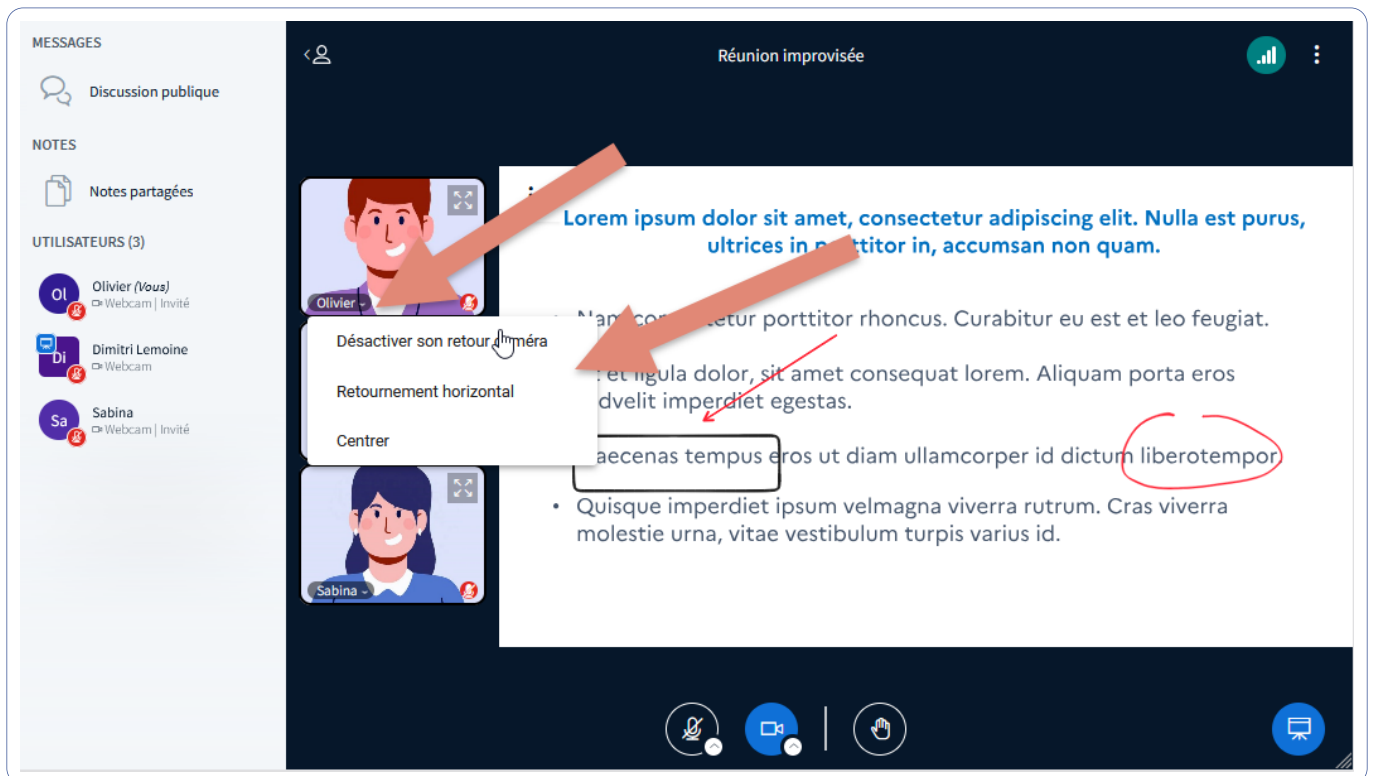 MESSAGES
Discussion publique
NOTES
Notes partagées
UTILISATEURS (3)
Ol
Olivier (Vous)
Webcam | Invité
Di
Dimitri Lemoine
Webcam
Sa
Sabina
Webcam | Invité
Réunion improvisée
Olivier
Désactiver son retour
Retournement horizontal
Centrer
Sabina
Lorem ipsum dolor sit amet, consectetur adipiscing elit. Nulla est purus,
ultrices in in, accumsan non quam.
porttitor rhoncus. Curabitur eu est et leo feugiat.
et ligula dolor, sit amet consequat lorem. Aliquam porta eros
velit imperdiet egestas.
tempus eros ut diam ullamcorper id dictum liberotempor.
• Quisque imperdiet ipsum velmagna viverra rutrum. Cras viverra
molestie urna, vitae vestibulum turpis varius id.